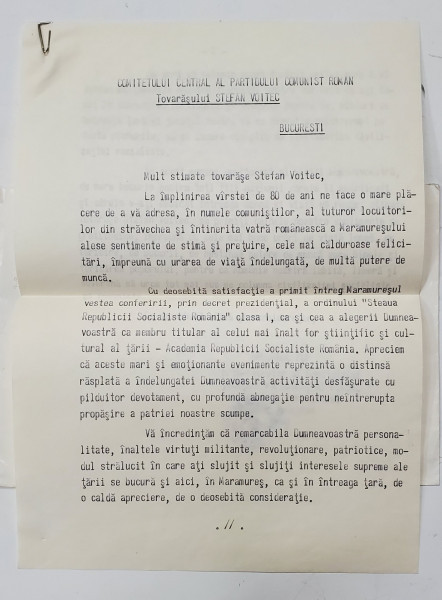 COMITETULUI CENTRAL AL PARTIDULUI COMUNIST ROMAN
Tovarăşului STEFAN VOITEC
BUCURESTI
Mult stimate tovarăşe Stefan Voitec,
La împlinirea vîrstei de 80 de ani ne tace o mare plă-
cere de a vă adresa, în numele comuniştilor, al tuturor locuitori-
lor din străvechea şi întinerita vatră românească a Maramureşului
alese sentimente de stimă şi preţuire, cele mai călduroase felici-
tări, împreună cu urarea de viaţă îndelungată, de multă putere de
muncă.
Cu deosebită satisfacţie a primit întreg Maramureşul
vestea conferirii, prin decret prezidenţial, a ordinului "Steaua
Republicii Socialiste România" clasa I, ca şi cea a alegerii Dumnea-
voastră ca membru titular al celui mai înalt for ştiinţific şi cul-
tural al ţării - Academia Republicii Socialiste România. Apreciem
că aceste mari şi emoţionante evenimente reprezintă o distinsă
răsplată a îndelungatei Dumneavoastră activităţi desfăşurate cu
pilduitor devotament, cu profundă abnegaţie pentru neîntrerupta
propăşire a patriei noastre scumpe.
Vă încredinţăm că remarcabila Dumneavoastră persona-
litate, înaltele virtuţi militante, revoluţionare, patriotice, mo-
dul strălucit în care aţi slujit şi slujiţi interesele supreme ale
ţării se bucură şi aici, în Maramureş, ca şi în întreaga ţară, de
o caldă apreciere, de o deosebită consideraţie.
. // .